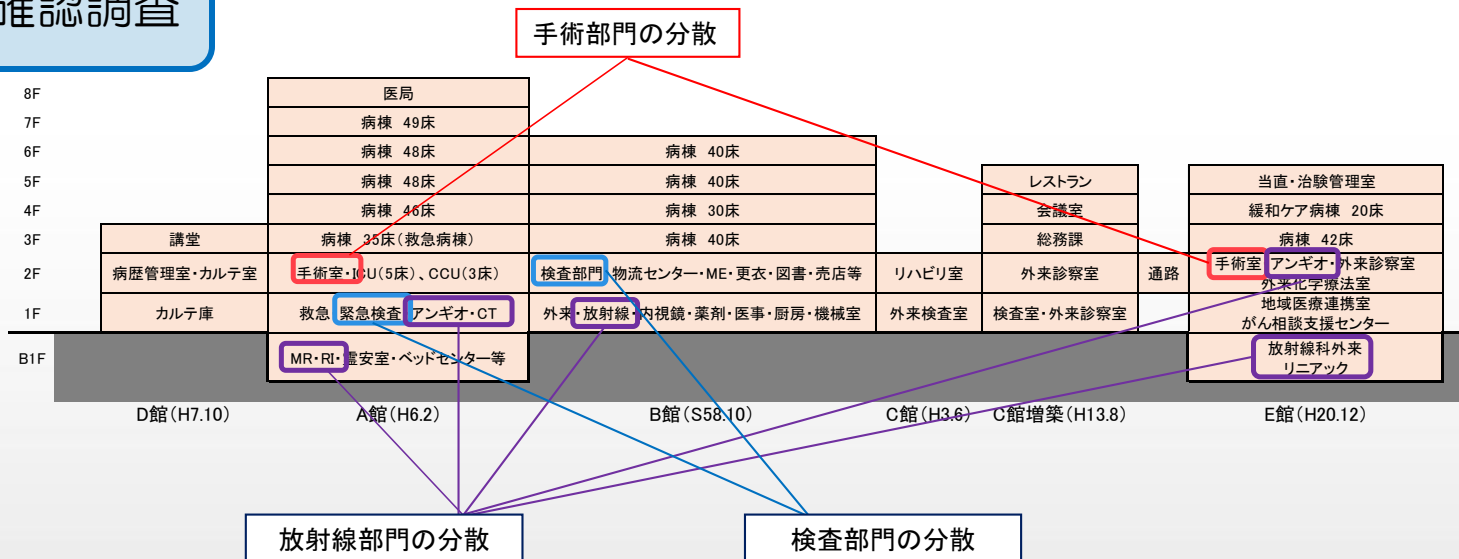 確認調査
手術部門の分散
8F 医局
7F 病棟 49床
6F 病棟 48床 病棟 40床
5F 病棟 48床 病棟 40床 レストラン 当直・治験管理室
4F 病棟 46床 病棟 30床 会議室 緩和ケア病棟 20床
3F 講堂 病棟 35床(救急病棟) 病棟 40床 総務課 病棟 42床
2F 病歴管理室・カルテ室 手術室・ICU(5床)、CCU(3床) 検査部門・物流センター・ME・更衣・図書・売店等 リハビリ室 外来診察室 通路 手術室・アンギオ・外来診察室
外来化学療法室
1F カルテ庫 救急・緊急検査・アンギオ・CT 外来・放射線・内視鏡・薬剤・医事・厨房・機械室 外来検査室 検査室・外来診察室 地域医療連携室
がん相談支援センター
B1F MR・RI・霊安室・ベッドセンター等 放射線科外来
リニアック
D館(H7.10) A館(H6.2) B館(S58.10) C館(H3.6) C館増築(H13.8) E館(H20.12)
放射線部門の分散 検査部門の分散